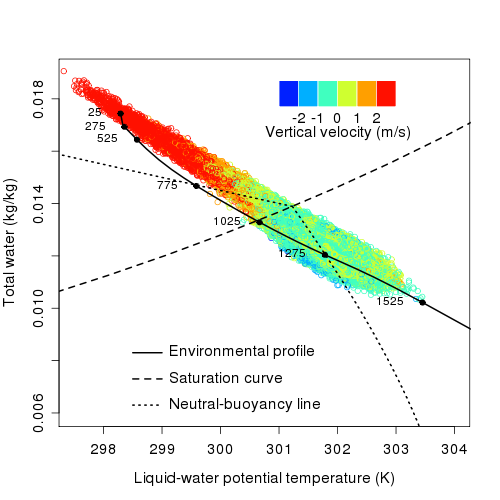 -2 -1 0 1 2
Vertical velocity (m/s)
25
275
525
775
1025
1275
1525
Environmental profile
Saturation curve
Neutral-buoyancy line
0.018
0.014
0.010
0.006
Total water (kg/kg)
298 299 300 301 302 303 304
Liquid-water potential temperature (K)